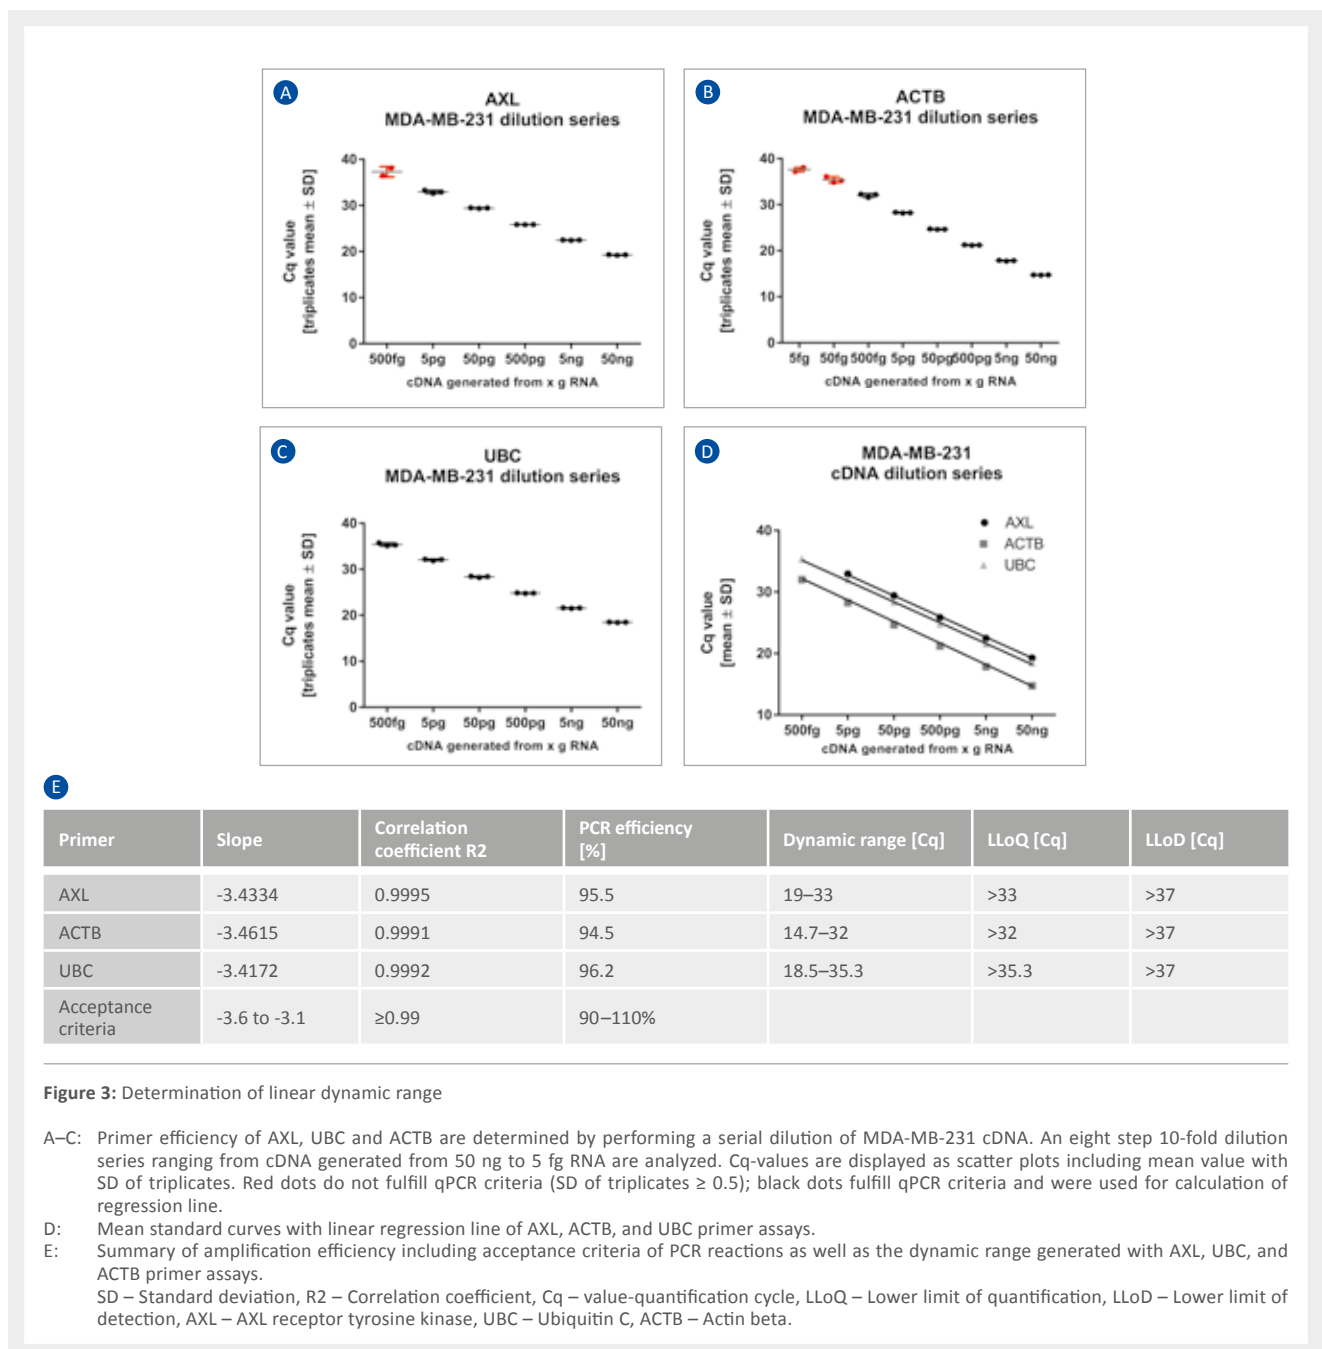 A
AXL
MDA-MB-231 dilution series
Cq value
[triplicates mean ± SD]
40
30
20
10
0
500fg 5pg 50pg 500pg 5ng 50ng
cDNA generated from x g RNA
B
ACTB
MDA-MB-231 dilution series
Cq value
[triplicates mean ± SD]
40
30
20
10
0
5fg 50fg 500fg 5pg 50pg 500pg 5ng 50ng
cDNA generated from x g RNA
C
UBC
MDA-MB-231 dilution series
Cq value
[triplicates mean ± SD]
40
30
20
10
0
500fg 5pg 50pg 500pg 5ng 50ng
cDNA generated from x g RNA
D
MDA-MB-231
cDNA dilution series
AXL
ACTB
UBC
Cq value
[mean ± SD]
40
30
20
10
500fg 5pg 50pg 500pg 5ng 50ng
cDNA generated from x g RNA
E
Primer Slope Correlation coefficient R2 PCR efficiency [%] Dynamic range [Cq] LLoQ [Cq] LLoD [Cq]
AXL -3.4334 0.9995 95.5 19–33 >33 >37
ACTB -3.4615 0.9991 94.5 14.7–32 >32 >37
UBC -3.4172 0.9992 96.2 18.5–35.3 >35.3 >37
Acceptance criteria -3.6 to -3.1 ≥0.99 90–110%
Figure 3: Determination of linear dynamic range
A–C: Primer efficiency of AXL, UBC and ACTB are determined by performing a serial dilution of MDA-MB-231 cDNA. An eight step 10-fold dilution
series ranging from cDNA generated from 50 ng to 5 fg RNA are analyzed. Cq-values are displayed as scatter plots including mean value with
SD of triplicates. Red dots do not fulfill qPCR criteria (SD of triplicates ≥ 0.5); black dots fulfill qPCR criteria and were used for calculation of
regression line.
D: Mean standard curves with linear regression line of AXL, ACTB, and UBC primer assays.
E: Summary of amplification efficiency including acceptance criteria of PCR reactions as well as the dynamic range generated with AXL, UBC, and
ACTB primer assays.
SD – Standard deviation, R2 – Correlation coefficient, Cq – value-quantification cycle, LLoQ – Lower limit of quantification, LLoD – Lower limit of
detection, AXL – AXL receptor tyrosine kinase, UBC – Ubiquitin C, ACTB – Actin beta.